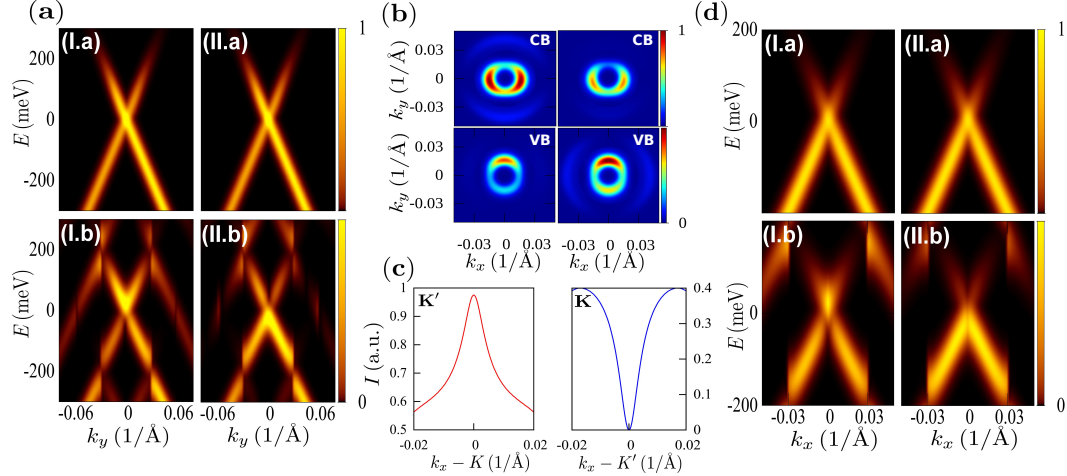 (a)
(I.a)
(II.a)
200
0
-200
E (meV)
1
(I.b)
(II.b)
200
0
-200
E (meV)
0
-0.06
0
0.06
-0.06
0
0.06
k_y (1/Å)
k_y (1/Å)
(b)
CB
CB
0.03
0
-0.03
k_y (1/Å)
1
VB
VB
0.03
0
-0.03
k_y (1/Å)
0
-0.03
0
0.03
-0.03
0
0.03
k_x (1/Å)
k_x (1/Å)
(c)
K′
1
0.9
0.8
0.7
0.6
0.5
I (a.u.)
-0.02
0
0.02
k_x − K (1/Å)
K
0.4
0.3
0.2
0.1
0
-0.02
0
0.02
k_x − K′ (1/Å)
(d)
(I.a)
(II.a)
200
0
E (meV)
1
(I.b)
(II.b)
200
0
-200
E (meV)
0
-0.03
0
0.03
-0.03
0
0.03
k_x (1/Å)
k_x (1/Å)